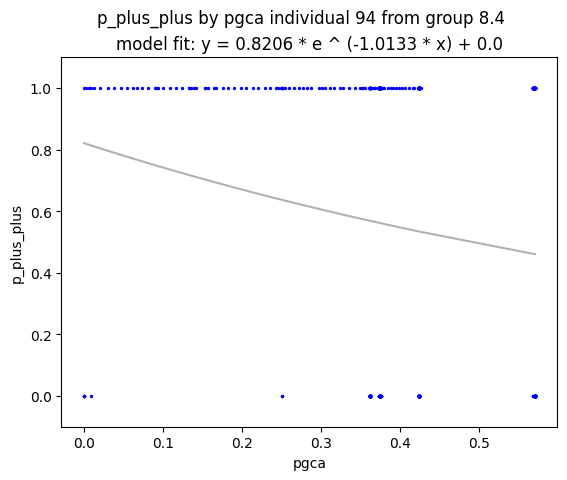 p_plus_plus by pgca individual 94 from group 8.4
model fit: y = 0.8206 * e ^ (-1.0133 * x) + 0.0
1.0
0.8
0.6
0.4
0.2
0.0
p_plus_plus
0.0 0.1 0.2 0.3 0.4 0.5
pgca